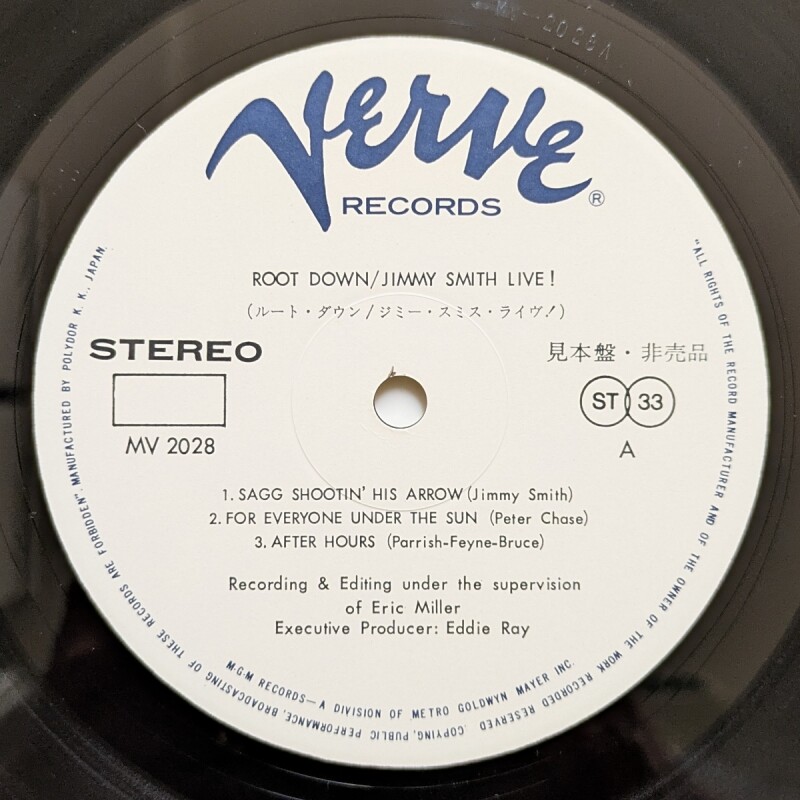 2028A
Verve
RECORDS ®
ROOT DOWN/JIMMY SMITH LIVE!
(ルート・ダウン/ジミー・スミス・ライヴ!)
STEREO
見本盤・非売品
MV 2028
ST 33
A
1. SAGG SHOOTIN' HIS ARROW (Jimmy Smith)
2. FOR EVERYONE UNDER THE SUN (Peter Chase)
3. AFTER HOURS (Parrish-Feyne-Bruce)
Recording & Editing under the supervision
of Eric Miller
Executive Producer: Eddie Ray
M-G-M RECORDS—A DIVISION OF METRO GOLDWYN MAYER INC.
"ALL RIGHTS OF THE RECORD MANUFACTURER AND OF THE OWNER OF THE WORK RECORDED RESERVED. COPYING, PUBLIC PERFORMANCE, BROADCASTING OF THESE RECORDS ARE FORBIDDEN". MANUFACTURED BY POLYDOR K. K., JAPAN.